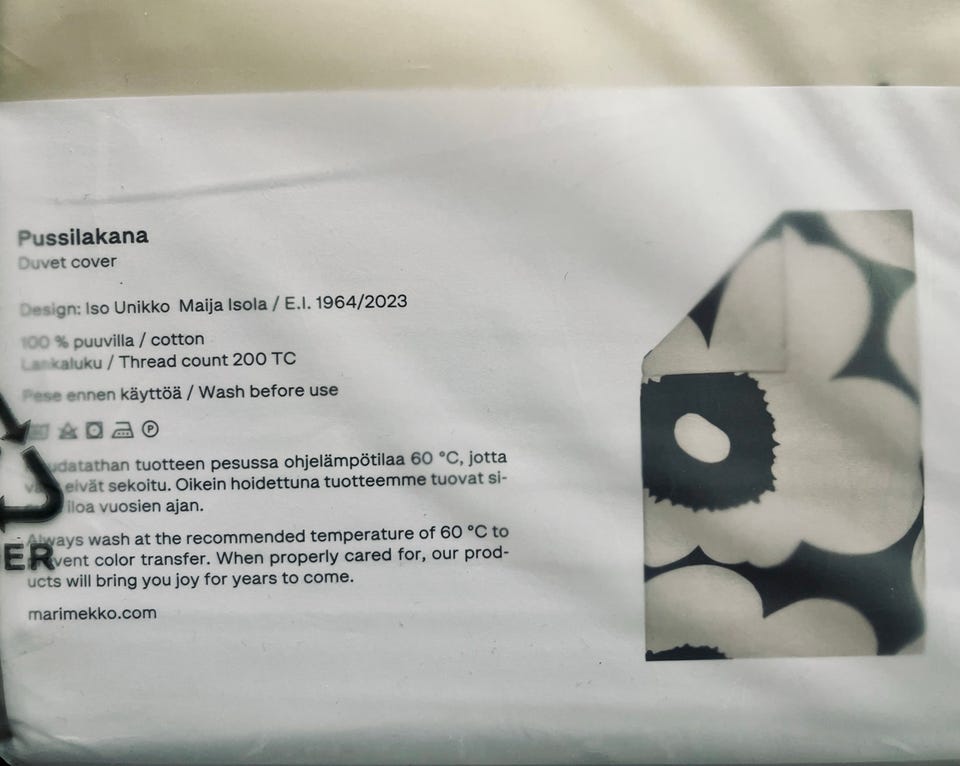 Pussilakana
Duvet cover
Design: Iso Unikko Maija Isola / E.I. 1964/2023
100 % puuvilla / cotton
Lankaluku / Thread count 200 TC
Pese ennen käyttöä / Wash before use
P
tuotteen pesussa ohjelämpötilaa 60 °C, jotta
eivät sekoitu. Oikein hoidettuna tuotteemme tuovat si-
iloa vuosien ajan.
Always wash at the recommended temperature of 60 °C to
color transfer. When properly cared for, our prod-
ucts will bring you joy for years to come.
marimekko.com
ER